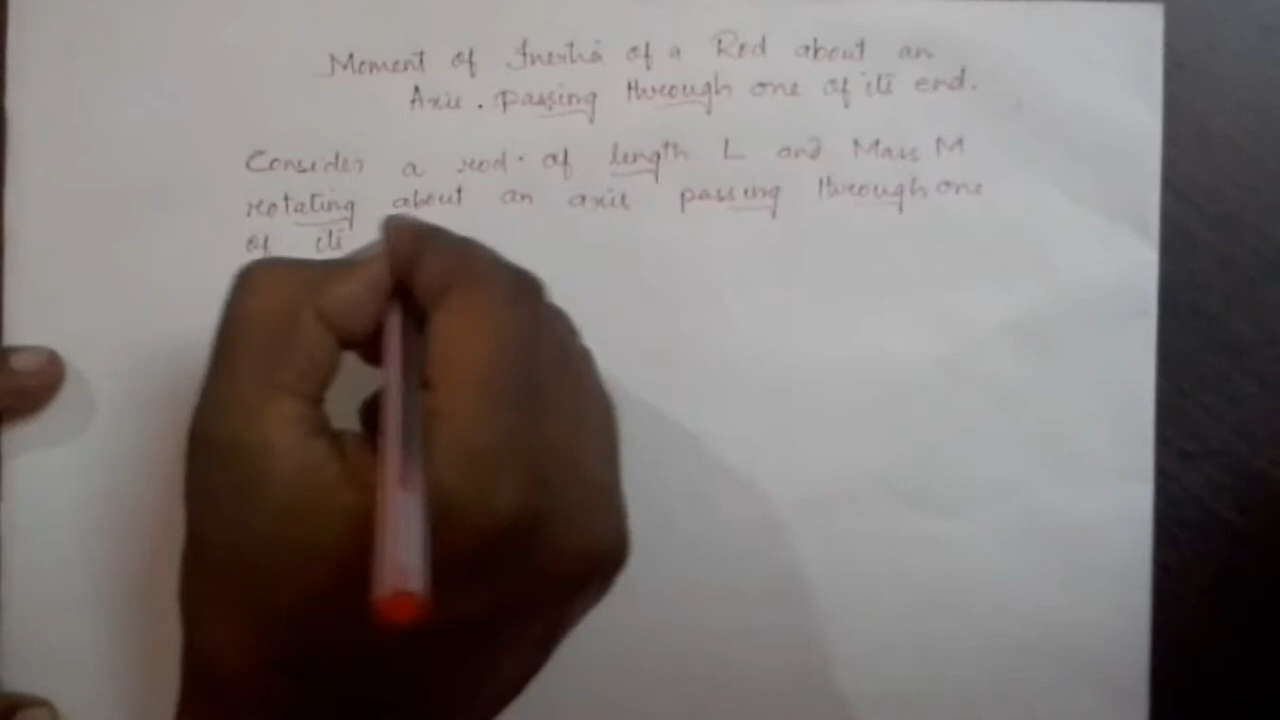 Moment of Inertia of a Rod about an
Axis. passing through one of its end.
Consider a rod. of length L and Mass M
rotating about an axis passing through one
of its